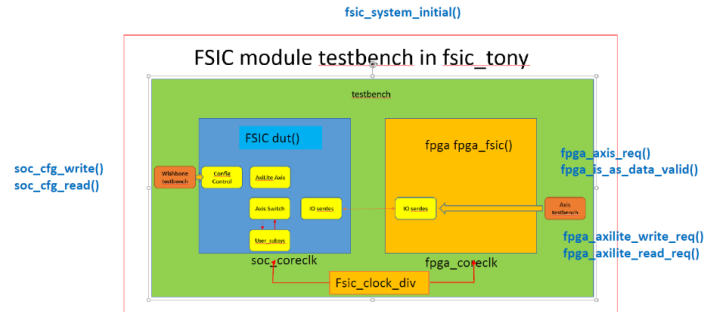 fsic_system_initial()
FSIC module testbench in fsic_tony
testbench
FSIC dut()
fpga fpga_fsic()
soc_cfg_write()
soc_cfg_read()
Wishbone
testbench
Config
Control
AxiLite Axis
Axis Switch
IO serdes
User_subsys
IO serdes
Axis
testbench
fpga_axis_req()
fpga_is_as_data_valid()
fpga_axilite_write_req()
fpga_axilite_read_req()
soc_coreclk
fpga_coreclk
Fsic_clock_div